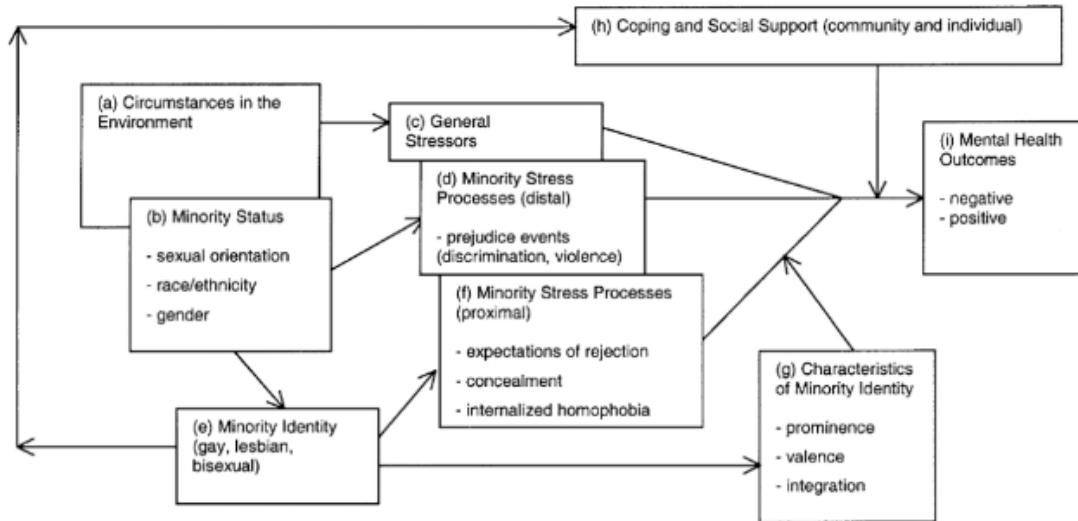 (h) Coping and Social Support (community and individual)
(a) Circumstances in the
Environment
(c) General
Stressors
(i) Mental Health
Outcomes
- negative
- positive
(d) Minority Stress
Processes (distal)
- prejudice events
(discrimination, violence)
(b) Minority Status
- sexual orientation
- race/ethnicity
- gender
(f) Minority Stress Processes
(proximal)
- expectations of rejection
- concealment
- internalized homophobia
(g) Characteristics
of Minority Identity
- prominence
- valence
- integration
(e) Minority Identity
(gay, lesbian,
bisexual)